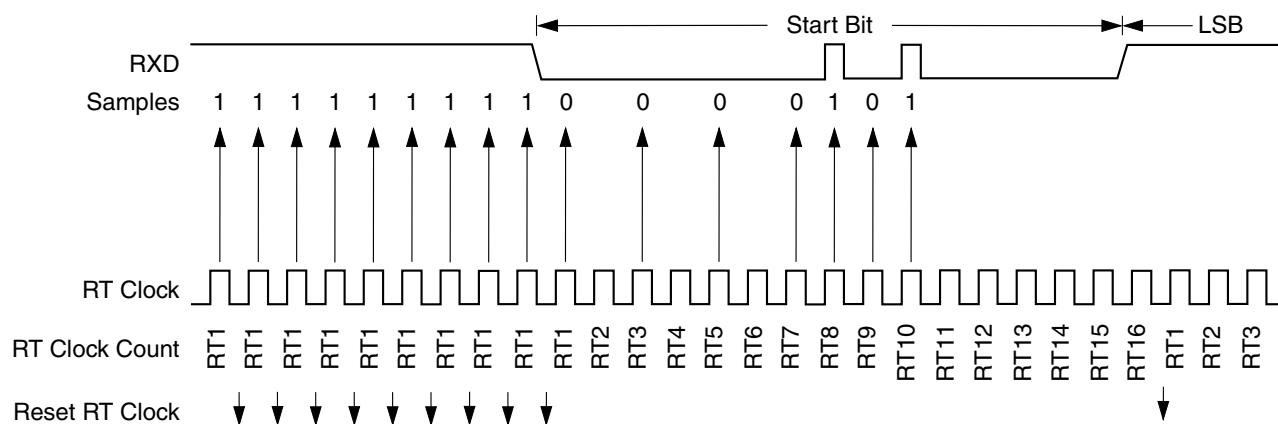 Start Bit LSB
RXD
Samples 1 1 1 1 1 1 1 1 1 0 0 0 0 1 0 1
RT Clock
RT Clock Count RT1 RT1 RT1 RT1 RT1 RT1 RT1 RT1 RT1 RT1 RT2 RT3 RT4 RT5 RT6 RT7 RT8 RT9 RT10 RT11 RT12 RT13 RT14 RT15 RT16 RT1 RT2 RT3
Reset RT Clock